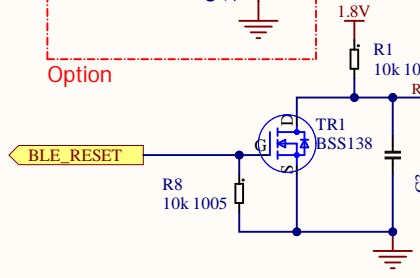 1.8V
R1
10k 10
Option
R
D
TR1
G
BSS138
BLE_RESET
S
R8
10k 1005